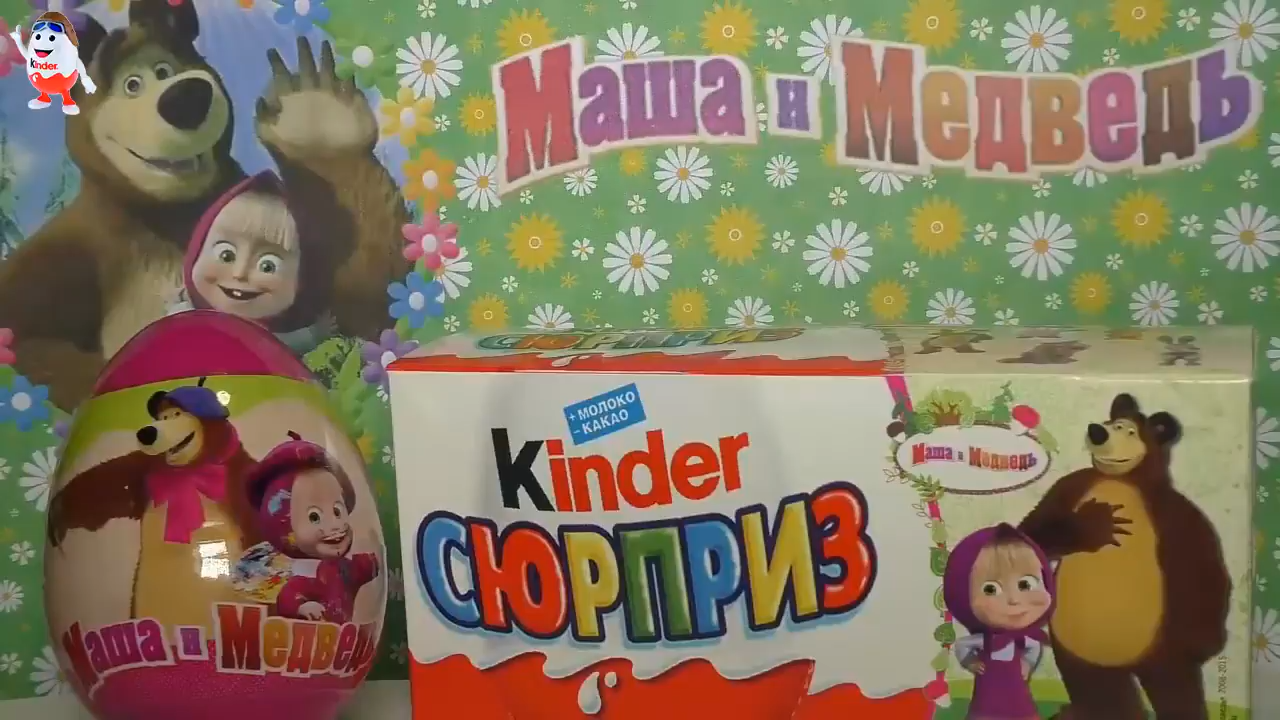 Kinder
Маша и Медведь
СЮРПРИЗ
+ МОЛОКО
- КАКАО
Kinder
СЮРПРИЗ
Маша и Медведь
Маша и Медведь